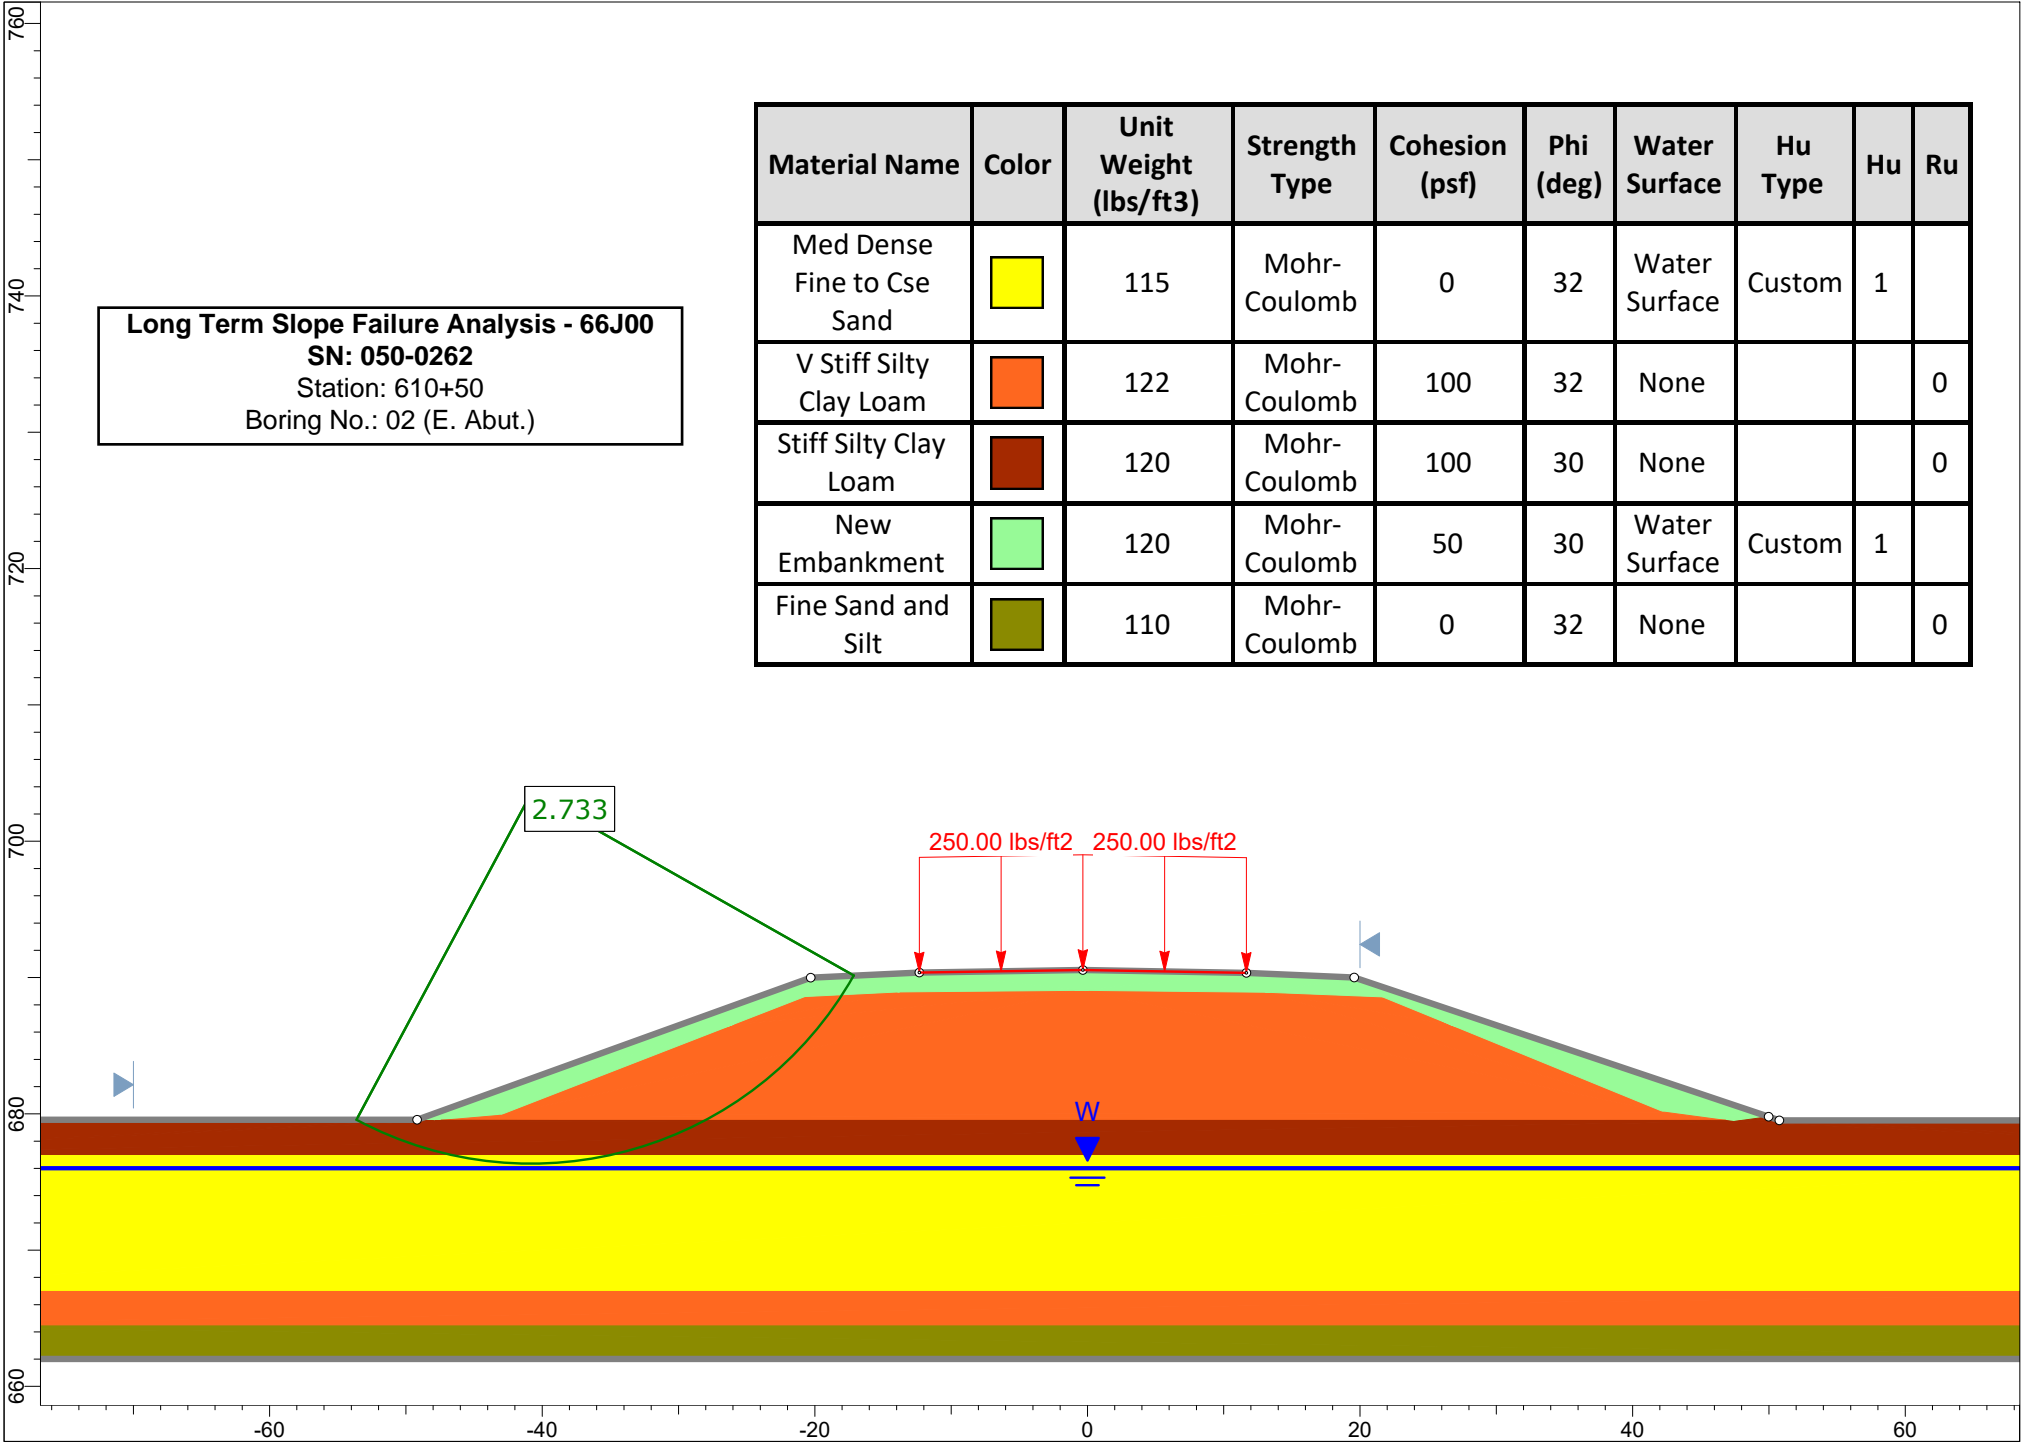 760
740
720
700
680
660
Long Term Slope Failure Analysis - 66J00
SN: 050-0262
Station: 610+50
Boring No.: 02 (E. Abut.)
Material Name Color Unit Weight (lbs/ft3) Strength Type Cohesion (psf) Phi (deg) Water Surface Hu Type Hu Ru
Med Dense Fine to Cse Sand 115 Mohr-Coulomb 0 32 Water Surface Custom 1
V Stiff Silty Clay Loam 122 Mohr-Coulomb 100 32 None 0
Stiff Silty Clay Loam 120 Mohr-Coulomb 100 30 None 0
New Embankment 120 Mohr-Coulomb 50 30 Water Surface Custom 1
Fine Sand and Silt 110 Mohr-Coulomb 0 32 None 0
2.733
250.00 lbs/ft2 250.00 lbs/ft2
W
-60 -40 -20 0 20 40 60